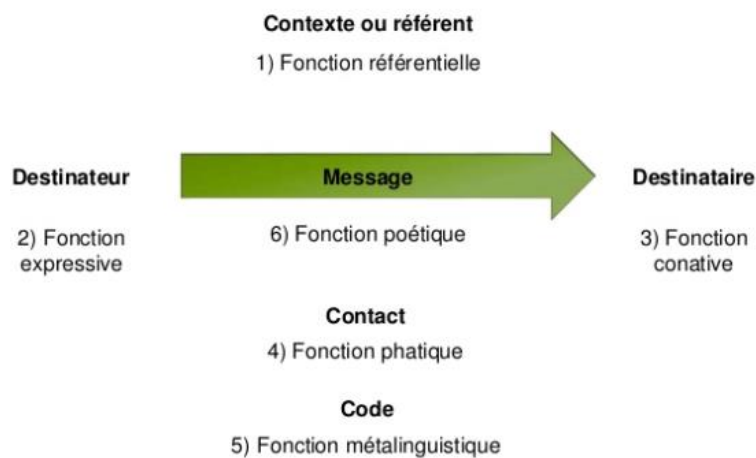 Contexte ou référent
1) Fonction référentielle
Destinateur
Message
Destinataire
2) Fonction
expressive
6) Fonction poétique
3) Fonction
conative
Contact
4) Fonction phatique
Code
5) Fonction métalinguistique